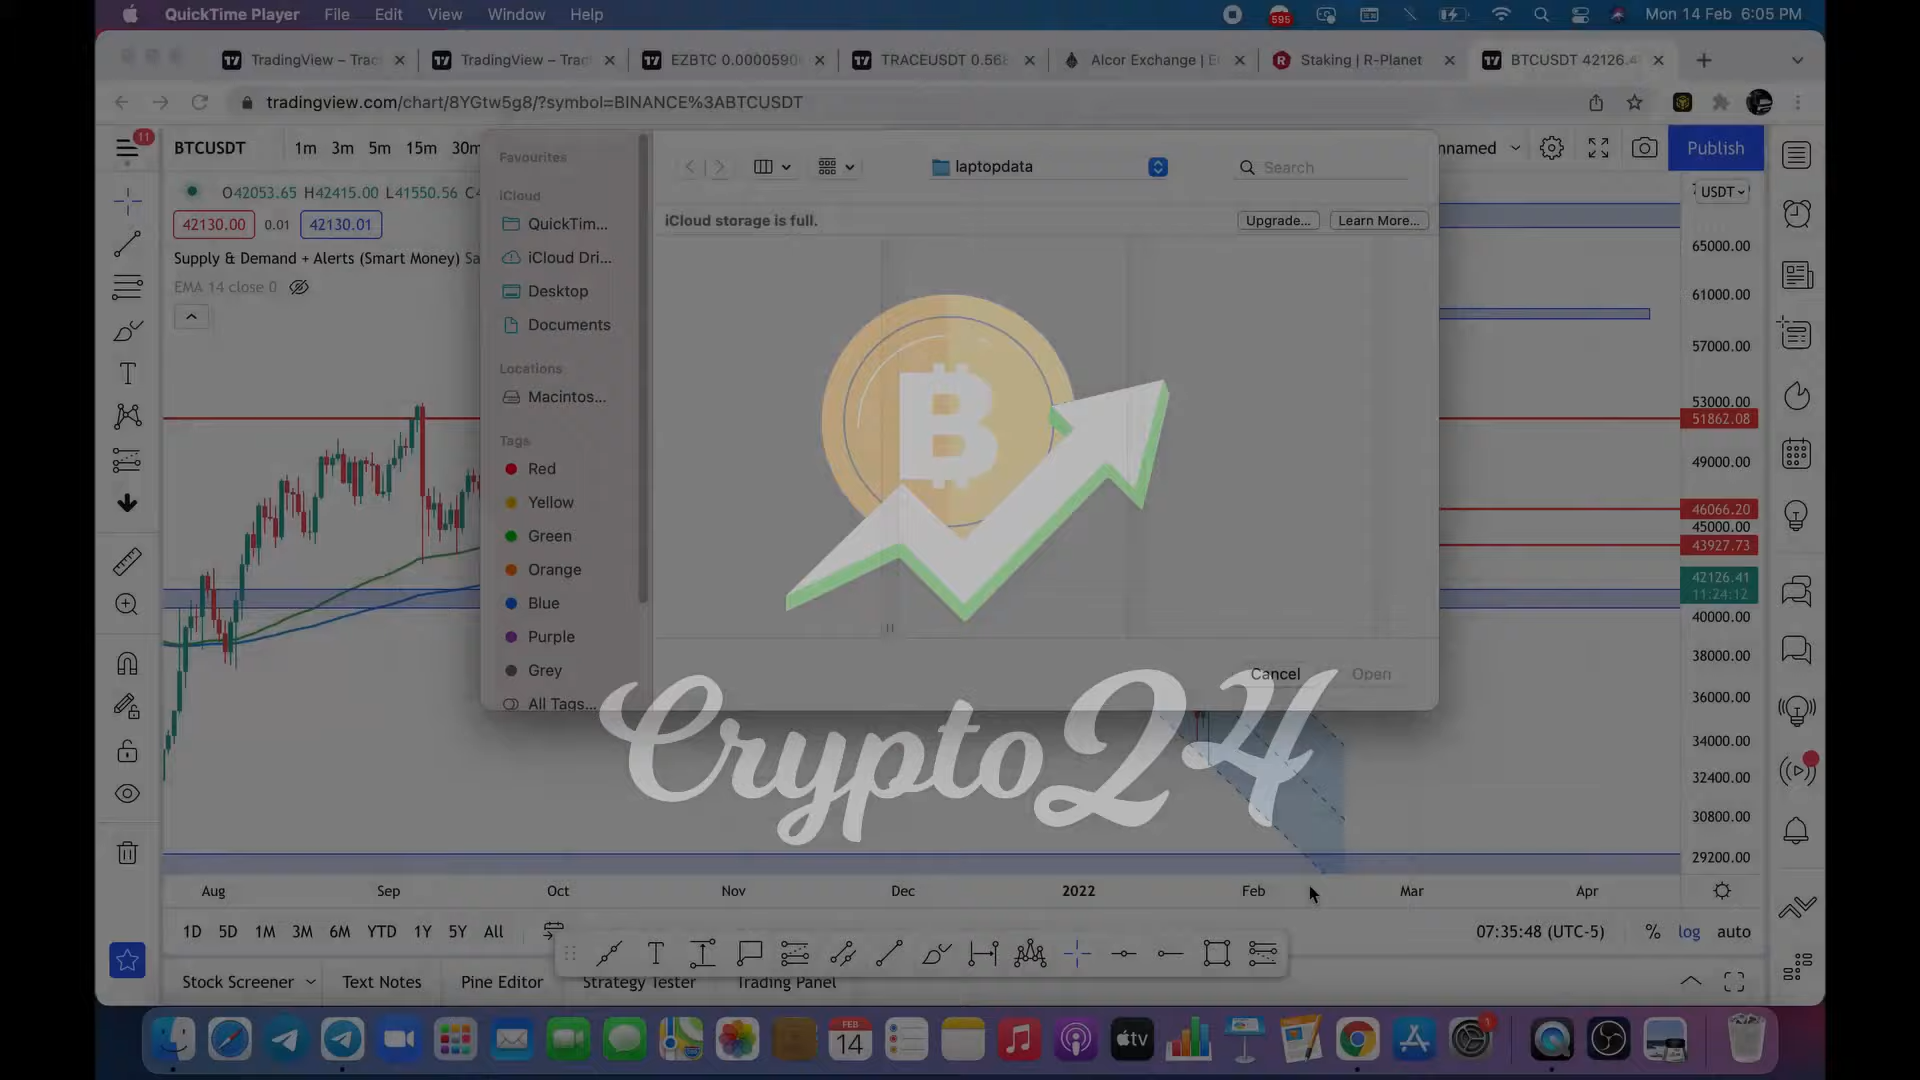 QuickTime Player File Edit View Window Help
595
Mon 14 Feb 6:05 PM
TradingView – Trac
TradingView – Trac
EZBTC 0.0000590
TRACEUSDT 0.568
Alcor Exchange | E
Staking | R-Planet
BTCUSDT 42126.4
tradingview.com/chart/8YGtw5g8/?symbol=BINANCE%3ABTCUSDT
11
BTCUSDT
1m 3m 5m 15m 30m
nnamed
Publish
O42053.65 H42415.00 L41550.56 C4
42130.00
0.01
42130.01
Supply & Demand + Alerts (Smart Money) Sa
EMA 14 close 0
Favourites
iCloud
QuickTim...
iCloud Dri...
Desktop
Documents
Locations
Macintos...
Tags
Red
Yellow
Green
Orange
Blue
Purple
Grey
All Tags...
laptopdata
Search
iCloud storage is full.
Upgrade...
Learn More...
B
Cancel
Open
Crypto24
USDT
65000.00
61000.00
57000.00
53000.00
51862.08
49000.00
46066.20
45000.00
43927.73
42126.41
11:24:12
40000.00
38000.00
36000.00
34000.00
32400.00
30800.00
29200.00
Aug Sep Oct Nov Dec 2022 Feb Mar Apr
1D 5D 1M 3M 6M YTD 1Y 5Y All
07:35:48 (UTC-5)
% log auto
Stock Screener
Text Notes
Pine Editor
Strategy Tester
Trading Panel
FEB
14
tv
1